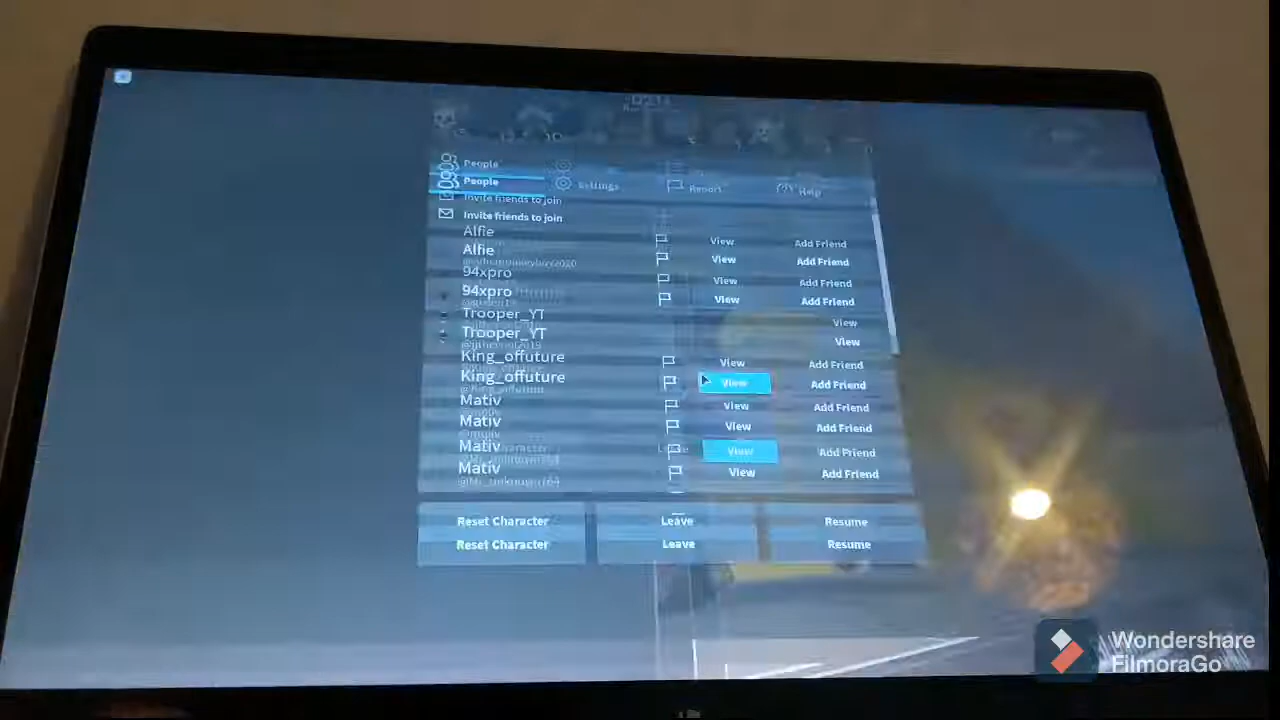 People
People
Settings
Report
Help
Invite friends to join
Invite friends to join
Alfie
View Add Friend
Alfie
View Add Friend
94xpro
View Add Friend
94xpro
View Add Friend
Trooper_YT
View
Trooper_YT
View
King_offuture
View Add Friend
King_offuture
View Add Friend
Mativ
View Add Friend
Mativ
View Add Friend
Mativ
View Add Friend
Mativ
View Add Friend
Reset Character Leave Resume
Reset Character Leave Resume
Wondershare
FilmoraGo